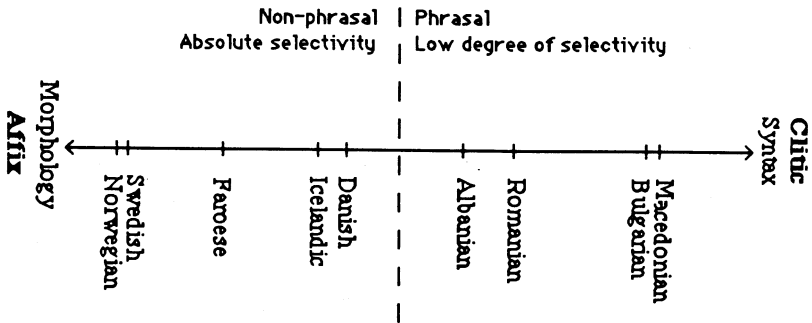 Non-phrasal | Phrasal
Absolute selectivity | Low degree of selectivity
Affix
Morphology
Clitic
Syntax
Norwegian
Swedish
Faroese
Icelandic
Danish
Albanian
Romanian
Bulgarian
Macedonian